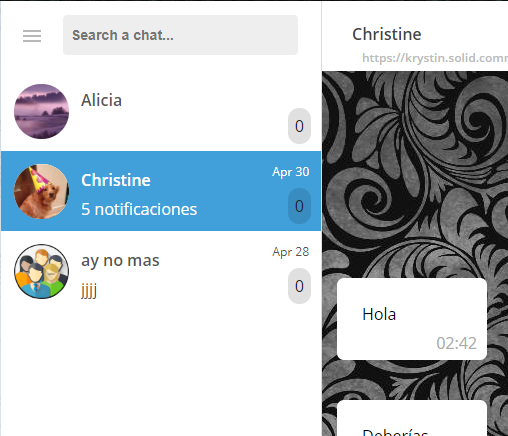 Search a chat...
Alicia
0
Christine
Apr 30
5 notificaciones
0
ay no mas
Apr 28
jjjj
0
Christine
https://krystin.solid.com
Hola
02:42
Deberías